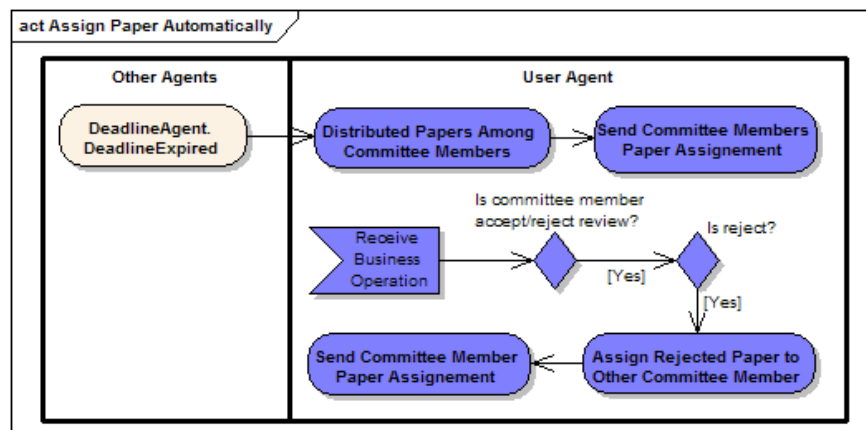 act Assign Paper Automatically
Other Agents
User Agent
DeadlineAgent.
DeadlineExpired
Distributed Papers Among
Committee Members
Send Committee Members
Paper Assignement
Is committee member
accept/reject review?
Is reject?
Receive
Business
Operation
[Yes]
[Yes]
Send Committee Member
Paper Assignement
Assign Rejected Paper to
Other Committee Member